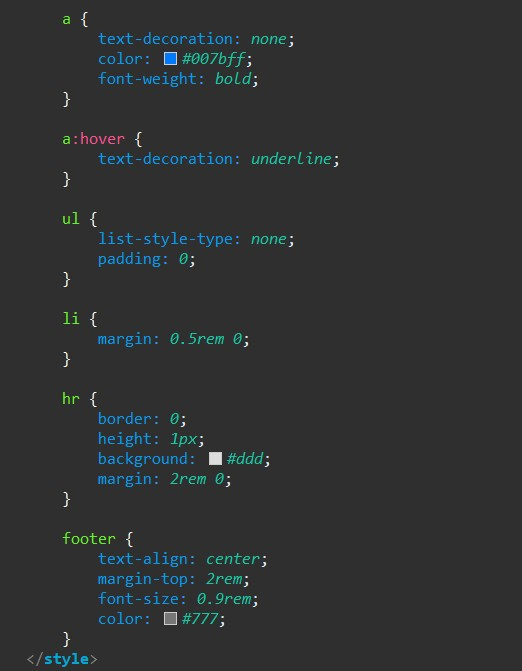 a {
text-decoration: none;
color: #007bff;
font-weight: bold;
}
a:hover {
text-decoration: underline;
}
ul {
list-style-type: none;
padding: 0;
}
li {
margin: 0.5rem 0;
}
hr {
border: 0;
height: 1px;
background: #ddd;
margin: 2rem 0;
}
footer {
text-align: center;
margin-top: 2rem;
font-size: 0.9rem;
color: #777;
}
</style>